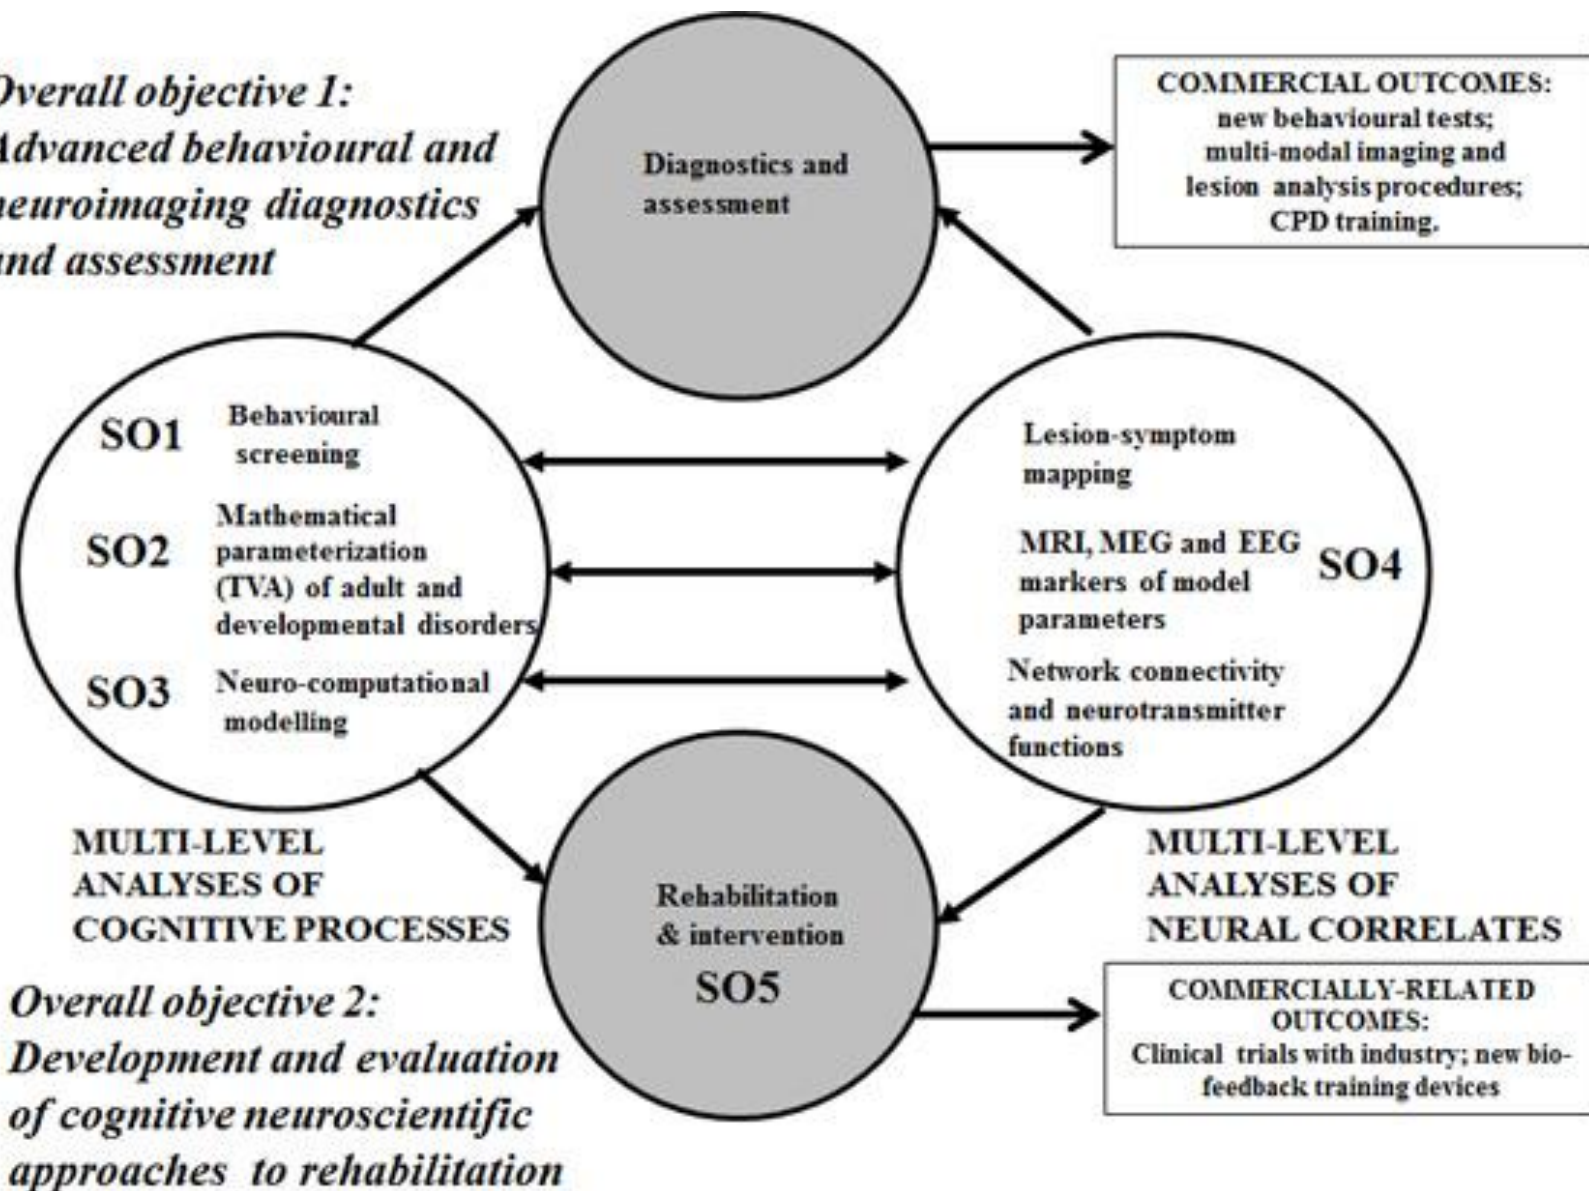 Overall objective 1:
Advanced behavioural and
neuroimaging diagnostics
and assessment
Diagnostics and
assessment
COMMERCIAL OUTCOMES:
new behavioural tests;
multi-modal imaging and
lesion analysis procedures;
CPD training.
SO1 Behavioural
screening
SO2 Mathematical
parameterization
(TVA) of adult and
developmental disorders
SO3 Neuro-computational
modelling
Lesion-symptom
mapping
MRI, MEG and EEG
markers of model
parameters
SO4
Network connectivity
and neurotransmitter
functions
MULTI-LEVEL
ANALYSES OF
COGNITIVE PROCESSES
Rehabilitation
& intervention
SO5
MULTI-LEVEL
ANALYSES OF
NEURAL CORRELATES
Overall objective 2:
Development and evaluation
of cognitive neuroscientific
approaches to rehabilitation
COMMERCIALLY-RELATED
OUTCOMES:
Clinical trials with industry; new bio-
feedback training devices